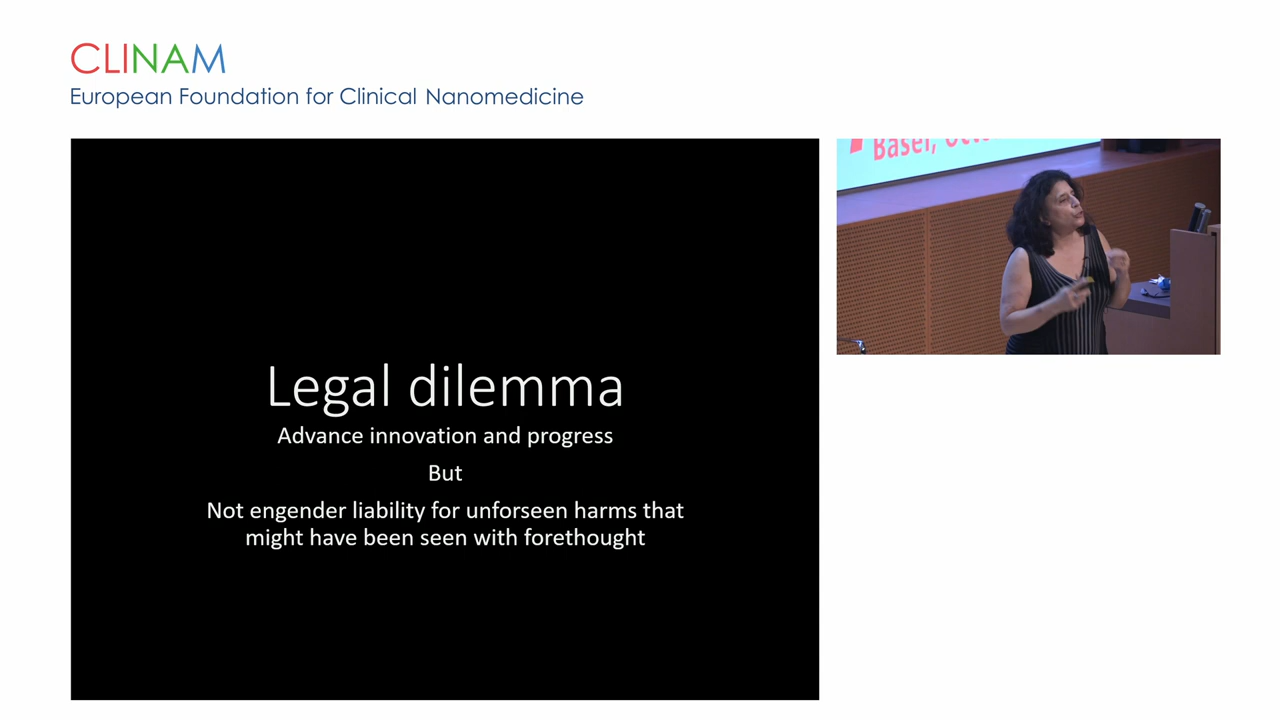 CLINAM
European Foundation for Clinical Nanomedicine
Legal dilemma
Advance innovation and progress
But
Not engender liability for unforseen harms that
might have been seen with forethought
Basel,